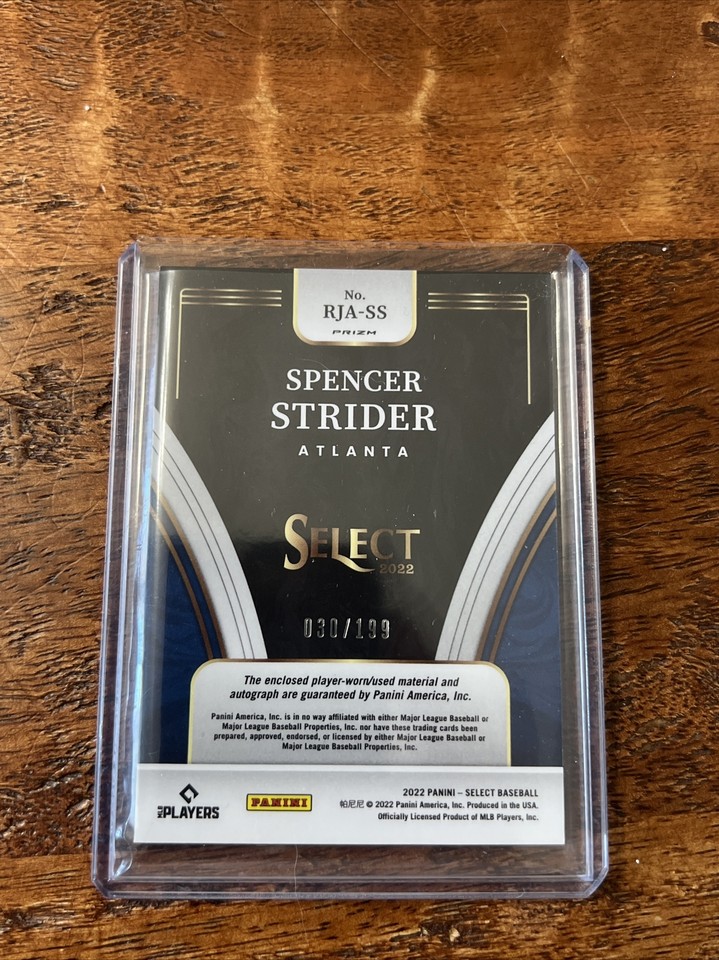 No.
RJA-SS
PRIZM
SPENCER
STRIDER
ATLANTA
SELECT
2022
030/199
The enclosed player-worn/used material and
autograph are guaranteed by Panini America, Inc.
Panini America, Inc. is in no way affiliated with either Major League Baseball or
Major League Baseball Properties, Inc. nor have these trading cards been
prepared, approved, endorsed, or licensed by either Major League Baseball or
Major League Baseball Properties, Inc.
MLB PLAYERS
PANINI
2022 PANINI – SELECT BASEBALL
帕尼尼 © 2022 Panini America, Inc. Produced in the USA.
Officially Licensed Product of MLB Players, Inc.